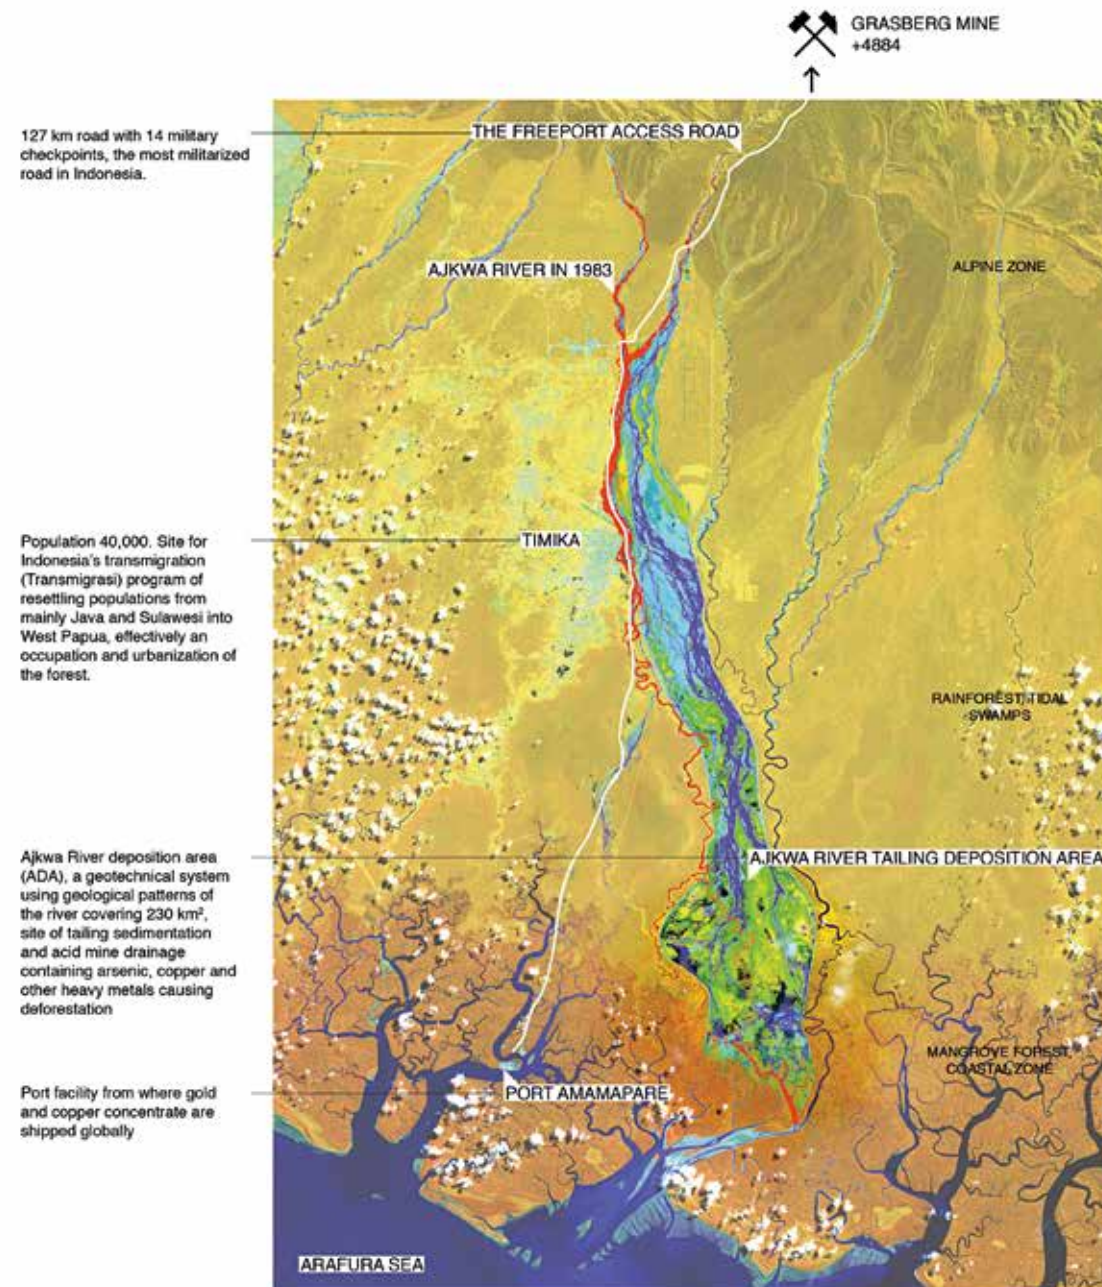 GRASBERG MINE
+4884
127 km road with 14 military
checkpoints, the most militarized
road in Indonesia.
THE FREEPORT ACCESS ROAD
AJKWA RIVER IN 1983
ALPINE ZONE
Population 40,000. Site for
Indonesia's transmigration
(Transmigrasi) program of
resettling populations from
mainly Java and Sulawesi into
West Papua, effectively an
occupation and urbanization of
the forest.
TIMIKA
RAINFOREST, TIDAL
SWAMPS
Ajkwa River deposition area
(ADA), a geotechnical system
using geological patterns of
the river covering 230 km²,
site of tailing sedimentation
and acid mine drainage
containing arsenic, copper and
other heavy metals causing
deforestation
AJKWA RIVER TAILING DEPOSITION AREA
MANGROVE FOREST,
COASTAL ZONE
Port facility from where gold
and copper concentrate are
shipped globally
PORT AMAMAPARE
ARAFURA SEA